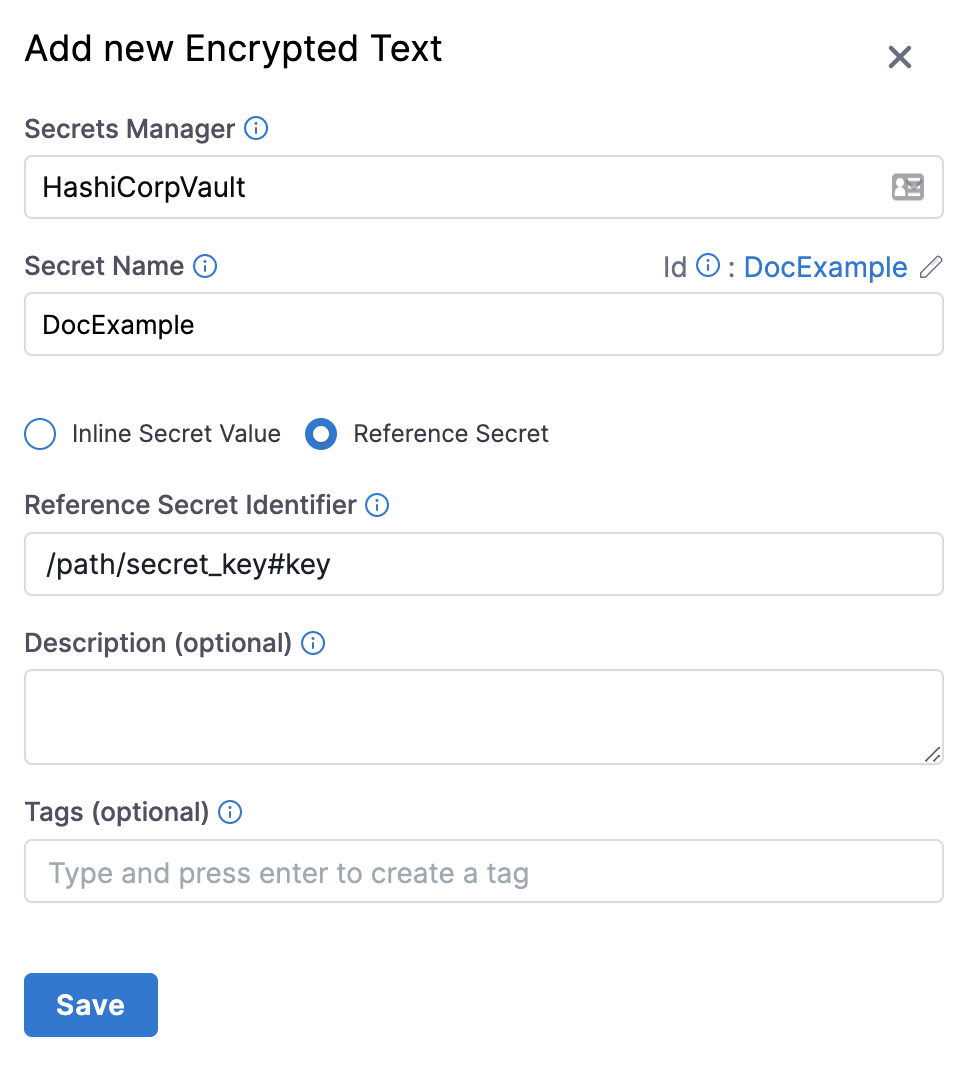 Add new Encrypted Text
Secrets Manager
HashiCorpVault
Secret Name Id : DocExample
DocExample
Inline Secret Value Reference Secret
Reference Secret Identifier
/path/secret_key#key
Description (optional)
Tags (optional)
Type and press enter to create a tag
Save